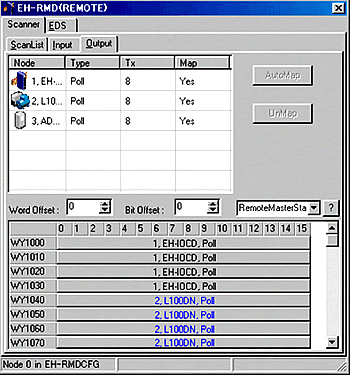 EH-RMD(REMOTE)
Scanner EDS
ScanList Input Output
Node Type Tx Map
1, EH-... Poll 8 Yes
2, L10... Poll 8 Yes
3, AD... Poll 8 Yes
AutoMap
UnMap
Word Offset : 0 Bit Offset : 0 RemoteMasterSta ?
0 1 2 3 4 5 6 7 8 9 10 11 12 13 14 15
WY1000 1, EH-IOCD, Poll
WY1010 1, EH-IOCD, Poll
WY1020 1, EH-IOCD, Poll
WY1030 1, EH-IOCD, Poll
WY1040 2, L100DN, Poll
WY1050 2, L100DN, Poll
WY1060 2, L100DN, Poll
WY1070 2, L100DN, Poll
Node 0 in EH-RMDCFG